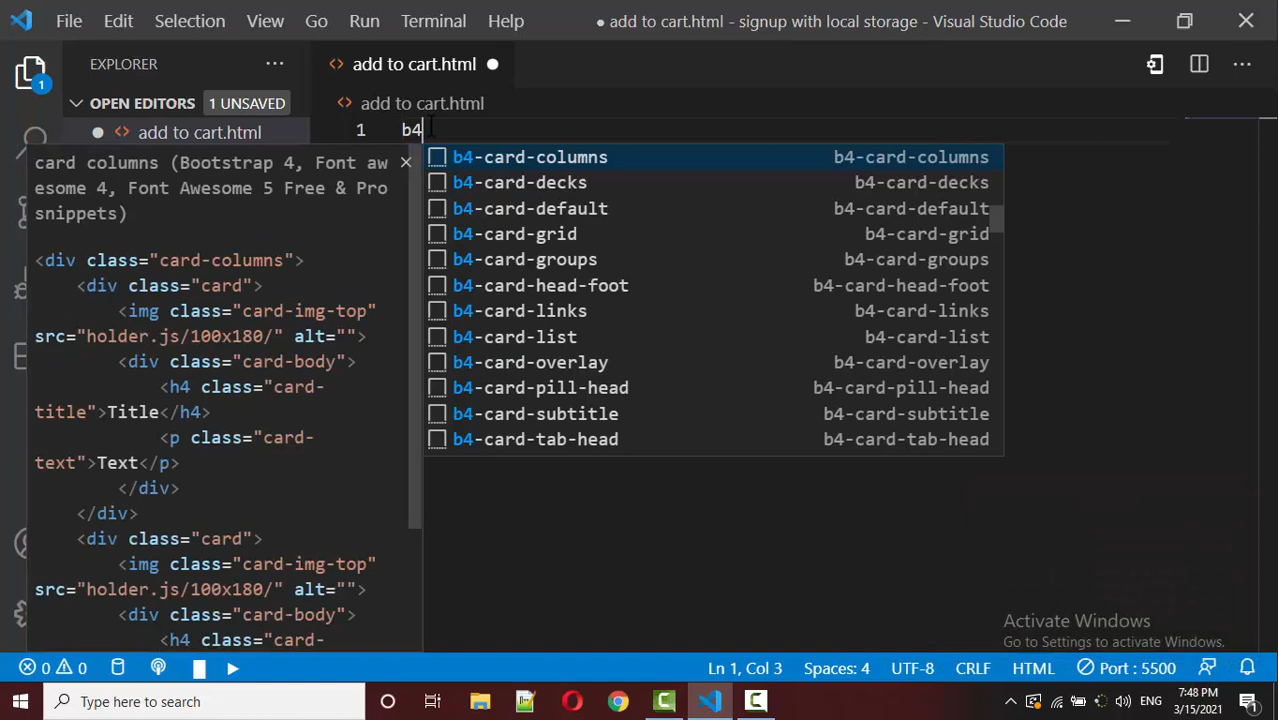 File Edit Selection View Go Run Terminal Help
● add to cart.html - signup with local storage - Visual Studio Code
EXPLORER ···
<> add to cart.html ●
1
OPEN EDITORS 1 UNSAVED
<> add to cart.html
● <> add to cart.html
1 b4
card columns (Bootstrap 4, Font aw
esome 4, Font Awesome 5 Free & Pro
snippets)
<div class="card-columns">
<div class="card">
<img class="card-img-top"
src="holder.js/100x180/" alt="">
<div class="card-body">
<h4 class="card-
title">Title</h4>
<p class="card-
text">Text</p>
</div>
</div>
<div class="card">
<img class="card-img-top"
src="holder.js/100x180/" alt="">
<div class="card-body">
<h4 class="card-
b4-card-columns b4-card-columns
b4-card-decks b4-card-decks
b4-card-default b4-card-default
b4-card-grid b4-card-grid
b4-card-groups b4-card-groups
b4-card-head-foot b4-card-head-foot
b4-card-links b4-card-links
b4-card-list b4-card-list
b4-card-overlay b4-card-overlay
b4-card-pill-head b4-card-pill-head
b4-card-subtitle b4-card-subtitle
b4-card-tab-head b4-card-tab-head
Activate Windows
Go to Settings to activate Windows.
0 0 Ln 1, Col 3 Spaces: 4 UTF-8 CRLF HTML Port : 5500
Type here to search
ENG
7:48 PM
3/15/2021
1